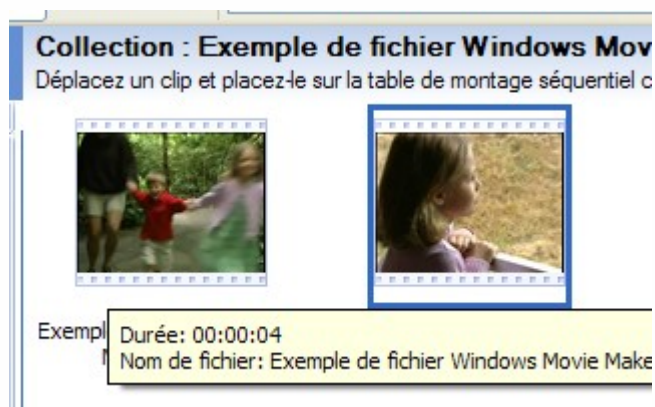 Collection : Exemple de fichier Windows Mov
Déplacez un clip et placez-le sur la table de montage séquentiel c
Exempl
Durée: 00:00:04
Nom de fichier: Exemple de fichier Windows Movie Make